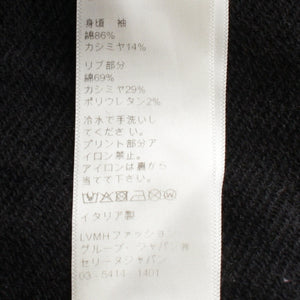 身頃 袖
綿86%
カシミヤ14%
リブ部分
綿69%
カシミヤ29%
ポリウレタン2%
冷水で手洗いし
てください。
プリント部分ア
イロン禁止。
アイロンは裏から
当てて下さい
イタリア製
LVMHファッショ
グループ・ジャパン㈱
セリーヌジャパン
03-5414-1401